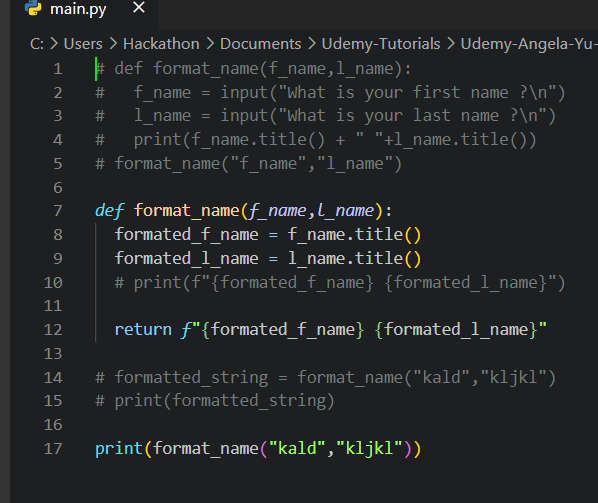 main.py ×
C: > Users > Hackathon > Documents > Udemy-Tutorials > Udemy-Angela-Yu-
1 # def format_name(f_name,l_name):
2 #   f_name = input("What is your first name ?\n")
3 #   l_name = input("What is your last name ?\n")
4 #   print(f_name.title() + " "+l_name.title())
5 # format_name("f_name","l_name")
6
7 def format_name(f_name,l_name):
8   formated_f_name = f_name.title()
9   formated_l_name = l_name.title()
10   # print(f"{formated_f_name} {formated_l_name}")
11
12   return f"{formated_f_name} {formated_l_name}"
13
14 # formatted_string = format_name("kald","kljkl")
15 # print(formatted_string)
16
17 print(format_name("kald","kljkl"))